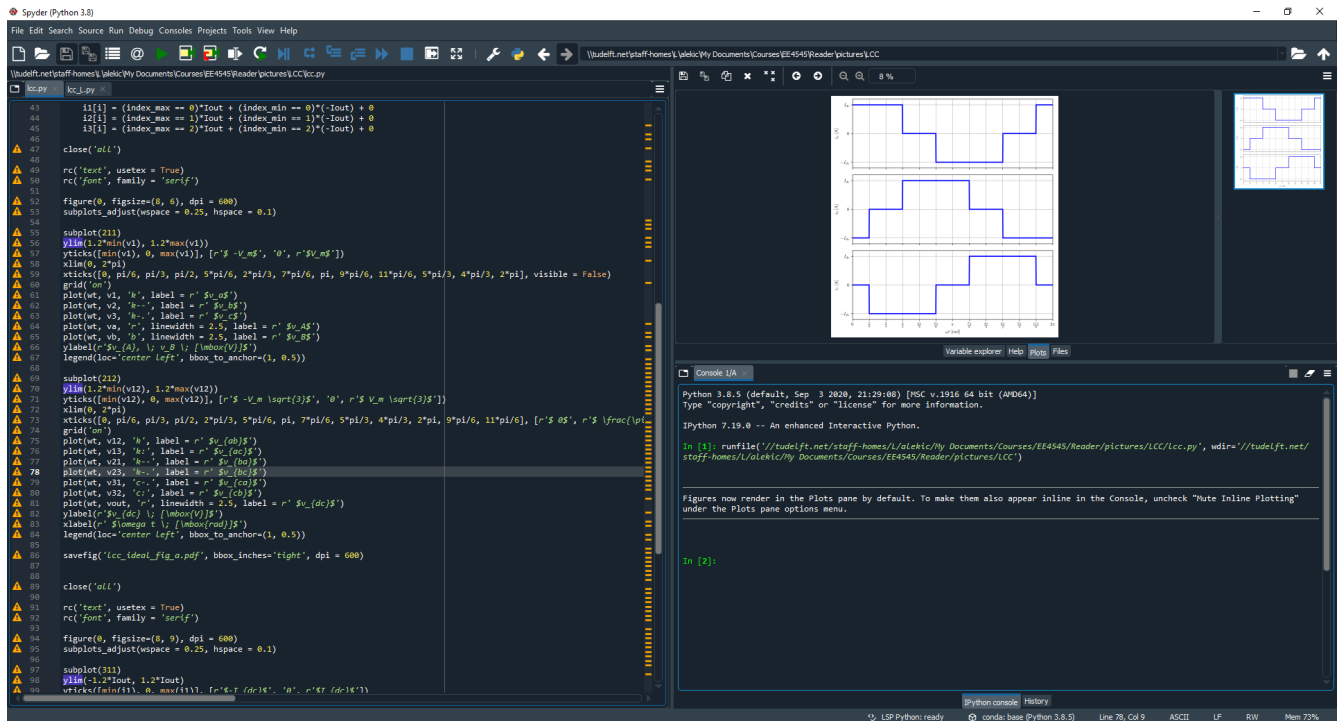 Spyder (Python 3.8)
File Edit Search Source Run Debug Consoles Projects Tools View Help
\\tudelft.net\staff-homes\L\alekic\My Documents\Courses\EE4545\Reader\pictures\LCC
\\tudelft.net\staff-homes\L\alekic\My Documents\Courses\EE4545\Reader\pictures\LCC\lcc.py
lcc.py
lcc_L.py
43 i1[i] = (index_max == 0)*Iout + (index_min == 0)*(-Iout) + 0
44 i2[i] = (index_max == 1)*Iout + (index_min == 1)*(-Iout) + 0
45 i3[i] = (index_max == 2)*Iout + (index_min == 2)*(-Iout) + 0
46
47 close('all')
48
49 rc('text', usetex = True)
50 rc('font', family = 'serif')
51
52 figure(0, figsize=(8, 6), dpi = 600)
53 subplots_adjust(wspace = 0.25, hspace = 0.1)
54
55 subplot(211)
56 ylim(1.2*min(v1), 1.2*max(v1))
57 yticks([min(v1), 0, max(v1)], [r'$ -V_m$', '0', r'$V_m$'])
58 xlim(0, 2*pi)
59 xticks([0, pi/6, pi/3, pi/2, 5*pi/6, 2*pi/3, 7*pi/6, pi, 9*pi/6, 11*pi/6, 5*pi/3, 4*pi/3, 2*pi], visible = False)
60 grid('on')
61 plot(wt, v1, 'k', label = r' $v_a$')
62 plot(wt, v2, 'k--', label = r' $v_b$')
63 plot(wt, v3, 'k-.', label = r' $v_c$')
64 plot(wt, va, 'r', linewidth = 2.5, label = r' $v_A$')
65 plot(wt, vb, 'b', linewidth = 2.5, label = r' $v_B$')
66 ylabel(r'$v_{A}, \; v_B \; [\mbox{V}]$')
67 legend(loc='center left', bbox_to_anchor=(1, 0.5))
68
69 subplot(212)
70 ylim(1.2*min(v12), 1.2*max(v12))
71 yticks([min(v12), 0, max(v12)], [r'$ -V_m \sqrt{3}$', '0', r'$ V_m \sqrt{3}$'])
72 xlim(0, 2*pi)
73 xticks([0, pi/6, pi/3, pi/2, 2*pi/3, 5*pi/6, pi, 7*pi/6, 5*pi/3, 4*pi/3, 2*pi, 9*pi/6, 11*pi/6], [r'$ 0$', r'$ \frac{\pi
74 grid('on')
75 plot(wt, v12, 'k', label = r' $v_{ab}$')
76 plot(wt, v13, 'k:', label = r' $v_{ac}$')
77 plot(wt, v21, 'k--', label = r' $v_{ba}$')
78 plot(wt, v23, 'k-.', label = r' $v_{bc}$')
79 plot(wt, v31, 'c-.', label = r' $v_{ca}$')
80 plot(wt, v32, 'c:', label = r' $v_{cb}$')
81 plot(wt, vout, 'r', linewidth = 2.5, label = r' $v_{dc}$')
82 ylabel(r'$v_{dc} \; [\mbox{V}]$')
83 xlabel(r' $\omega t \; [\mbox{rad}]$')
84 legend(loc='center left', bbox_to_anchor=(1, 0.5))
85
86 savefig('lcc_ideal_fig_a.pdf', bbox_inches='tight', dpi = 600)
87
88
89 close('all')
90
91 rc('text', usetex = True)
92 rc('font', family = 'serif')
93
94 figure(0, figsize=(8, 9), dpi = 600)
95 subplots_adjust(wspace = 0.25, hspace = 0.1)
96
97 subplot(311)
98 ylim(-1.2*Iout, 1.2*Iout)
99 yticks([min(i1), 0, max(i1)], [r'$-I_{dc}$', '0', r'$I_{dc}$'])
8 %
Variable explorer Help Plots Files
Console 1/A
Python 3.8.5 (default, Sep 3 2020, 21:29:08) [MSC v.1916 64 bit (AMD64)]
Type "copyright", "credits" or "license" for more information.
IPython 7.19.0 -- An enhanced Interactive Python.
In [1]: runfile('//tudelft.net/staff-homes/L/alekic/My Documents/Courses/EE4545/Reader/pictures/LCC/lcc.py', wdir='//tudelft.net/
staff-homes/L/alekic/My Documents/Courses/EE4545/Reader/pictures/LCC')
Figures now render in the Plots pane by default. To make them also appear inline in the Console, uncheck "Mute Inline Plotting"
under the Plots pane options menu.
In [2]:
IPython console History
LSP Python: ready conda: base (Python 3.8.5) Line 78, Col 9 ASCII LF RW Mem 73%